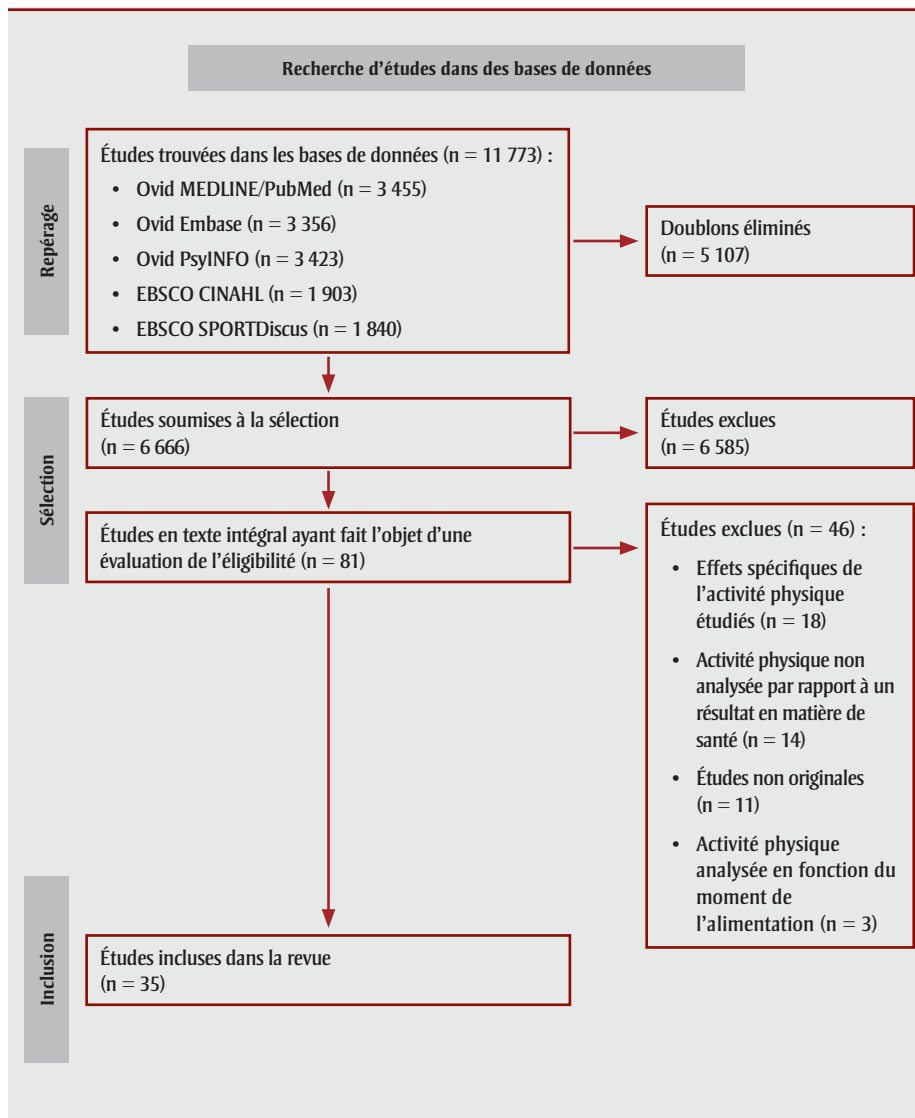 Recherche d'études dans des bases de données
Repérage
Études trouvées dans les bases de données (n = 11 773) :
• Ovid MEDLINE/PubMed (n = 3 455)
• Ovid Embase (n = 3 356)
• Ovid PsyINFO (n = 3 423)
• EBSCO CINAHL (n = 1 903)
• EBSCO SPORTDiscus (n = 1 840)
Doublons éliminés
(n = 5 107)
Sélection
Études soumises à la sélection
(n = 6 666)
Études exclues
(n = 6 585)
Études en texte intégral ayant fait l'objet d'une
évaluation de l'éligibilité (n = 81)
Études exclues (n = 46) :
• Effets spécifiques de
l'activité physique
étudiés (n = 18)
• Activité physique non
analysée par rapport à un
résultat en matière de
santé (n = 14)
• Études non originales
(n = 11)
• Activité physique
analysée en fonction du
moment de
l'alimentation (n = 3)
Inclusion
Études incluses dans la revue
(n = 35)